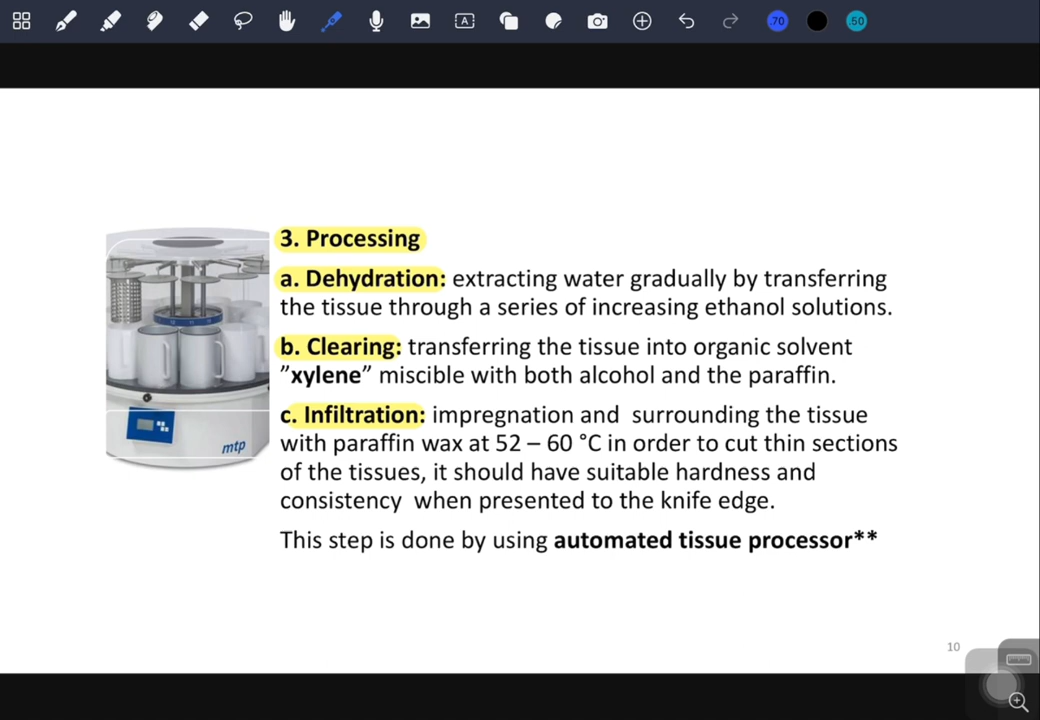 .70
.50
A
3. Processing
a. Dehydration: extracting water gradually by transferring
the tissue through a series of increasing ethanol solutions.
b. Clearing: transferring the tissue into organic solvent
”xylene” miscible with both alcohol and the paraffin.
c. Infiltration: impregnation and  surrounding the tissue
with paraffin wax at 52 – 60 °C in order to cut thin sections
of the tissues, it should have suitable hardness and
consistency  when presented to the knife edge.
This step is done by using automated tissue processor**
mtp
10